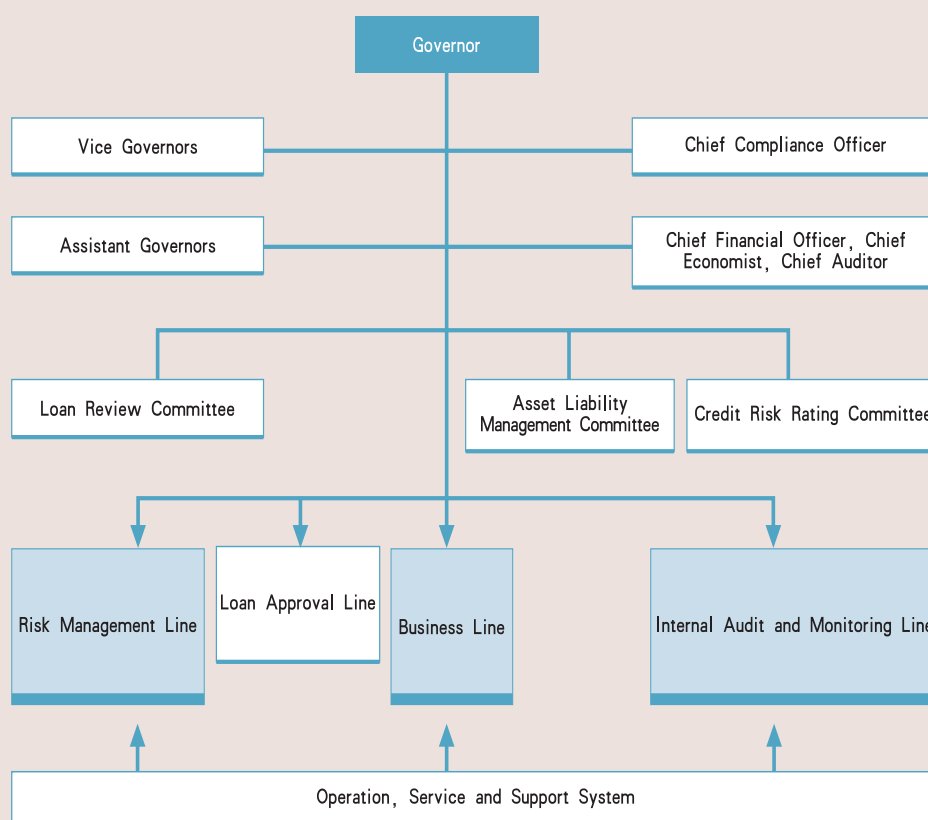 Governor
Vice Governors
Chief Compliance Officer
Assistant Governors
Chief Financial Officer, Chief
Economist, Chief Auditor
Loan Review Committee
Asset Liability
Management Committee
Credit Risk Rating Committee
Risk Management Line
Loan Approval Line
Business Line
Internal Audit and Monitoring Line
Operation, Service and Support System